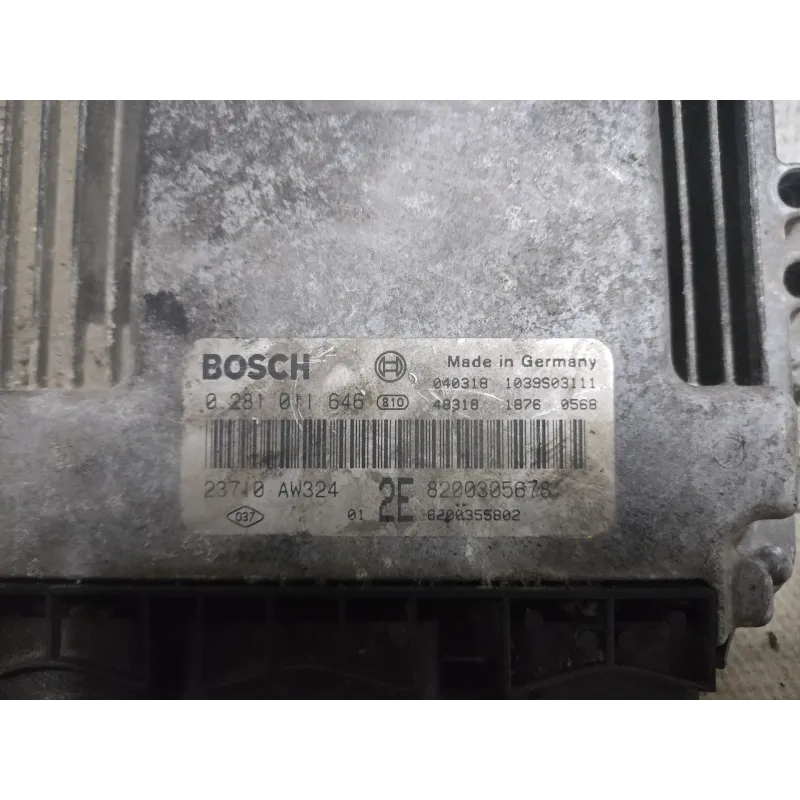 BOSCH Made in Germany
040318 1039S03111
0 281 011 646 810 48318 1876 0568
23710 AW324 2E 8200305678
037 01 8200355802